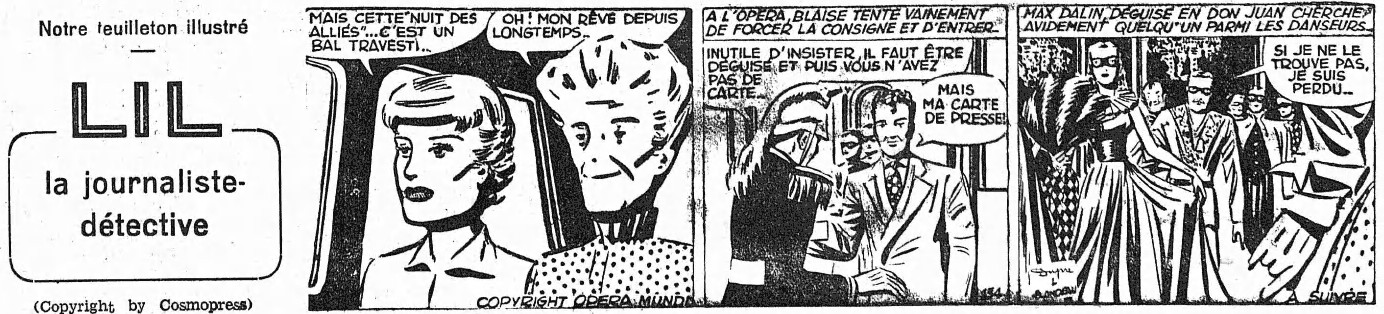 Notre feuilleton illustré
LIL
la journaliste-
détective
(Copyright by Cosmopress)
MAIS CETTE "NUIT DES
ALLIÉS"... C'EST UN
BAL TRAVESTI...
OH! MON RÊVE DEPUIS
LONGTEMPS...
COPYRIGHT OPERA MUNDI
A L'OPERA, BLAISE TENTE VAINEMENT
DE FORCER LA CONSIGNE ET D'ENTRER...
INUTILE D'INSISTER, IL FAUT ÊTRE
DEGUISE ET PUIS VOUS N'AVEZ
PAS DE
CARTE...
MAIS
MA CARTE
DE PRESSE!
MAX DALIN DEGUISE EN DON JUAN CHERCHE
AVIDEMENT QUELQU'UN PARMI LES DANSEURS...
SI JE NE LE
TROUVE PAS,
JE SUIS
PERDU...
A SUIVRE